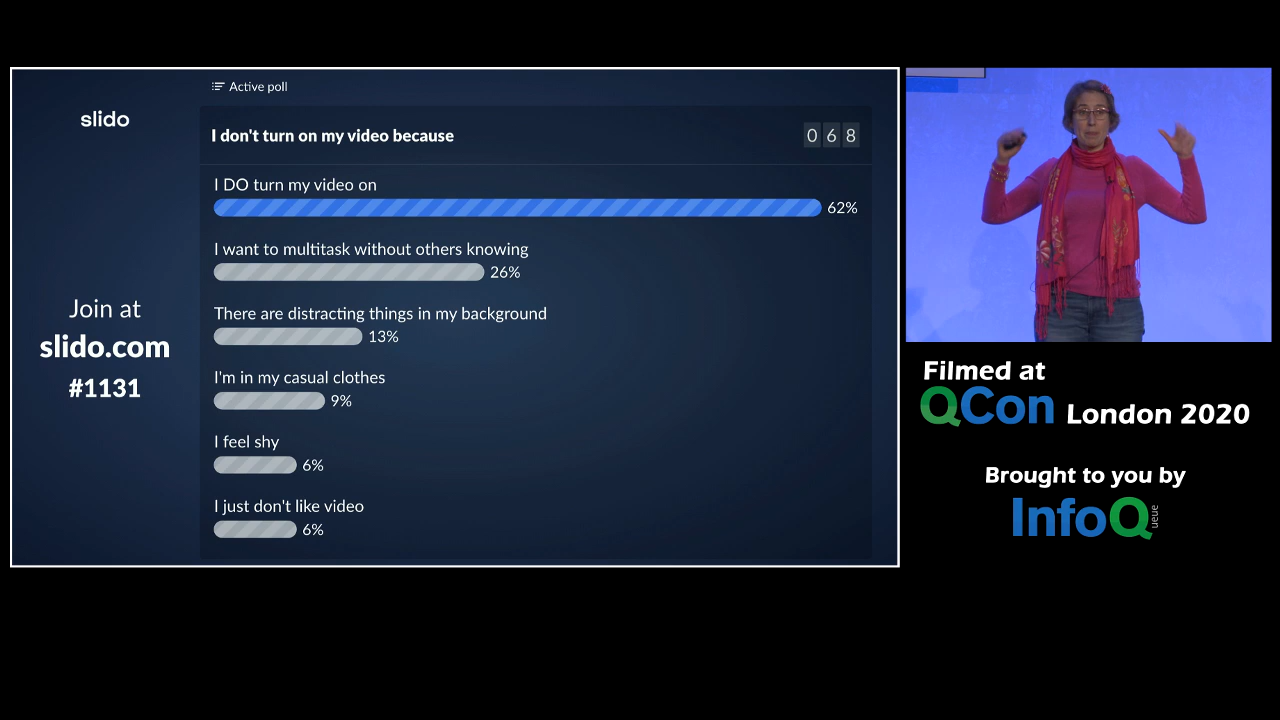 Active poll
slido
I don't turn on my video because
068
I DO turn my video on
62%
I want to multitask without others knowing
26%
There are distracting things in my background
13%
I'm in my casual clothes
9%
I feel shy
6%
I just don't like video
6%
Join at
slido.com
#1131
Filmed at
QCon London 2020
Brought to you by
InfoQ
ueue